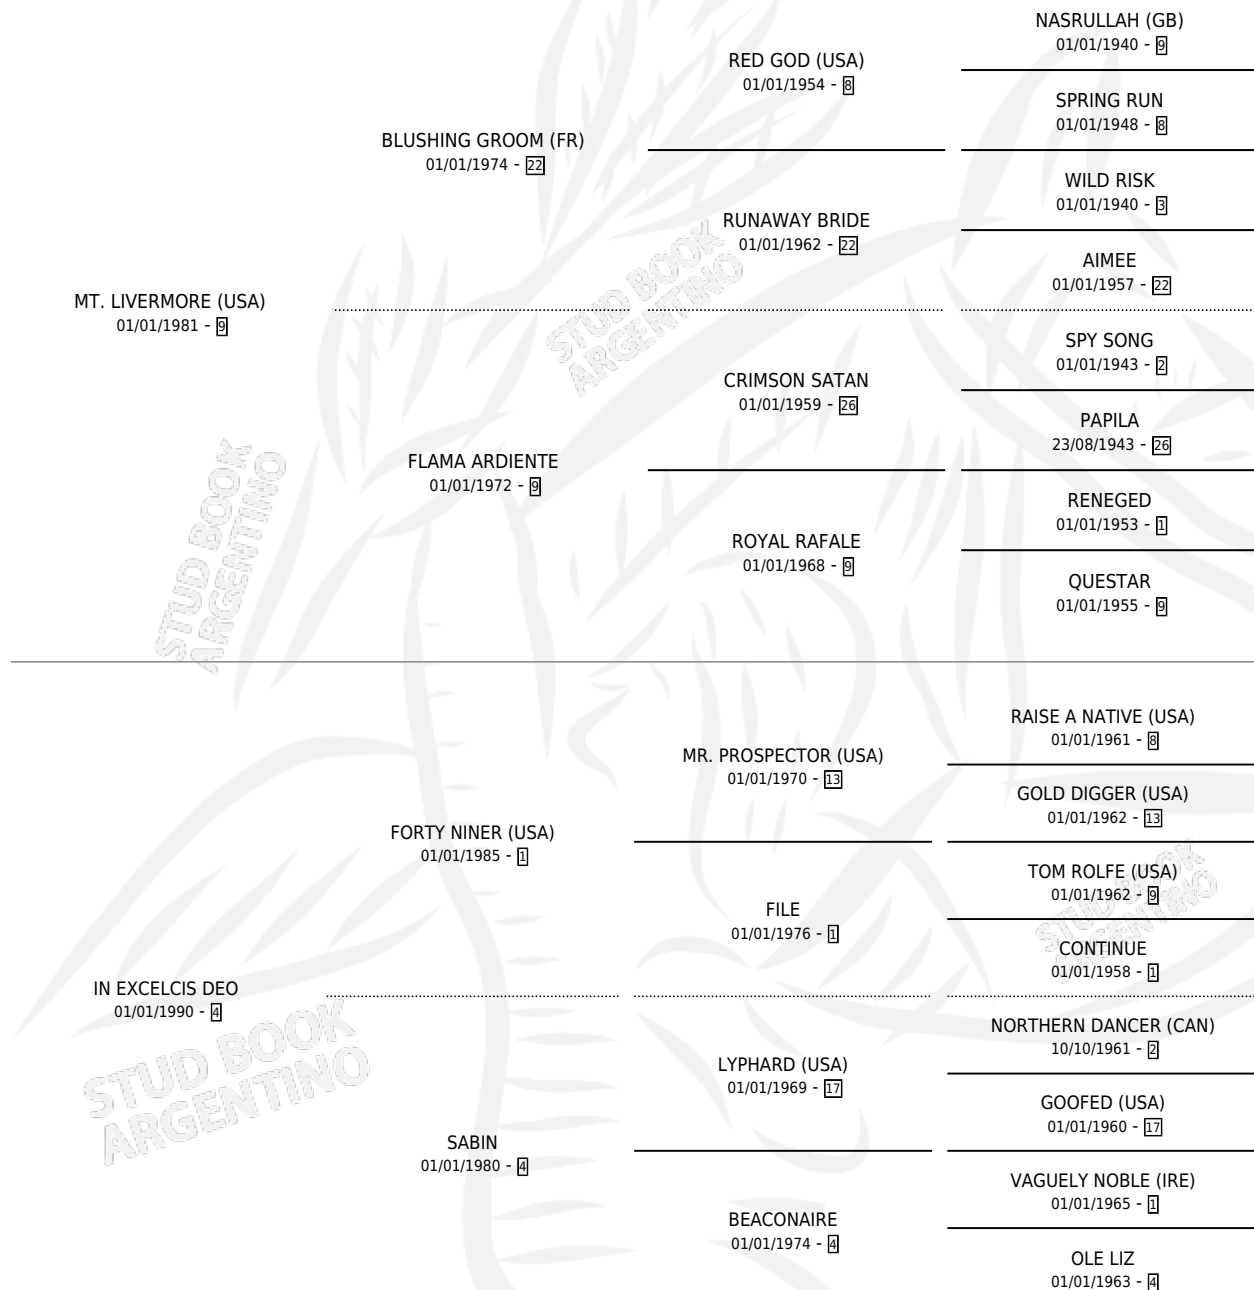 NASRULLAH (GB)
01/01/1940 - 9
RED GOD (USA)
01/01/1954 - 8
SPRING RUN
01/01/1948 - 8
BLUSHING GROOM (FR)
01/01/1974 - 22
WILD RISK
01/01/1940 - 3
RUNAWAY BRIDE
01/01/1962 - 22
AIMEE
01/01/1957 - 22
MT. LIVERMORE (USA)
01/01/1981 - 9
STUD BOOK
ARGENTINO
SPY SONG
01/01/1943 - 2
CRIMSON SATAN
01/01/1959 - 26
PAPILA
23/08/1943 - 26
FLAMA ARDIENTE
01/01/1972 - 9
RENEGED
01/01/1953 - 1
ROYAL RAFALE
01/01/1968 - 9
QUESTAR
01/01/1955 - 9
STUD BOOK
ARGENTINO
RAISE A NATIVE (USA)
01/01/1961 - 8
MR. PROSPECTOR (USA)
01/01/1970 - 13
GOLD DIGGER (USA)
01/01/1962 - 13
FORTY NINER (USA)
01/01/1985 - 1
TOM ROLFE (USA)
01/01/1962 - 9
FILE
01/01/1976 - 1
STUD BOOK
ARGENTINO
CONTINUE
01/01/1958 - 1
IN EXCELCIS DEO
01/01/1990 - 4
NORTHERN DANCER (CAN)
10/10/1961 - 2
LYPHARD (USA)
01/01/1969 - 17
GOOFED (USA)
01/01/1960 - 17
STUD BOOK
ARGENTINO
SABIN
01/01/1980 - 4
VAGUELY NOBLE (IRE)
01/01/1965 - 1
BEACONAIRE
01/01/1974 - 4
OLE LIZ
01/01/1963 - 4